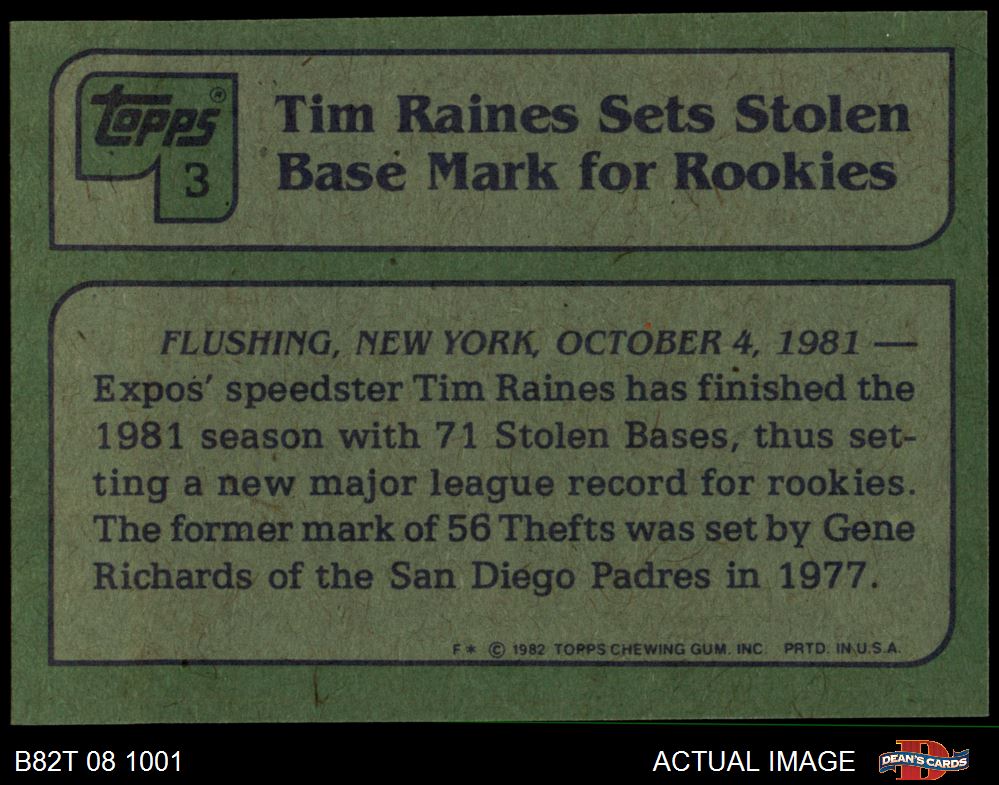 Topps®
3
Tim Raines Sets Stolen
Base Mark for Rookies
FLUSHING, NEW YORK, OCTOBER 4, 1981 —
Expos' speedster Tim Raines has finished the
1981 season with 71 Stolen Bases, thus set-
ting a new major league record for rookies.
The former mark of 56 Thefts was set by Gene
Richards of the San Diego Padres in 1977.
F* © 1982 TOPPS CHEWING GUM, INC. PRTD. IN U.S.A.
B82T 08 1001
ACTUAL IMAGE
D
DEAN'S CARDS